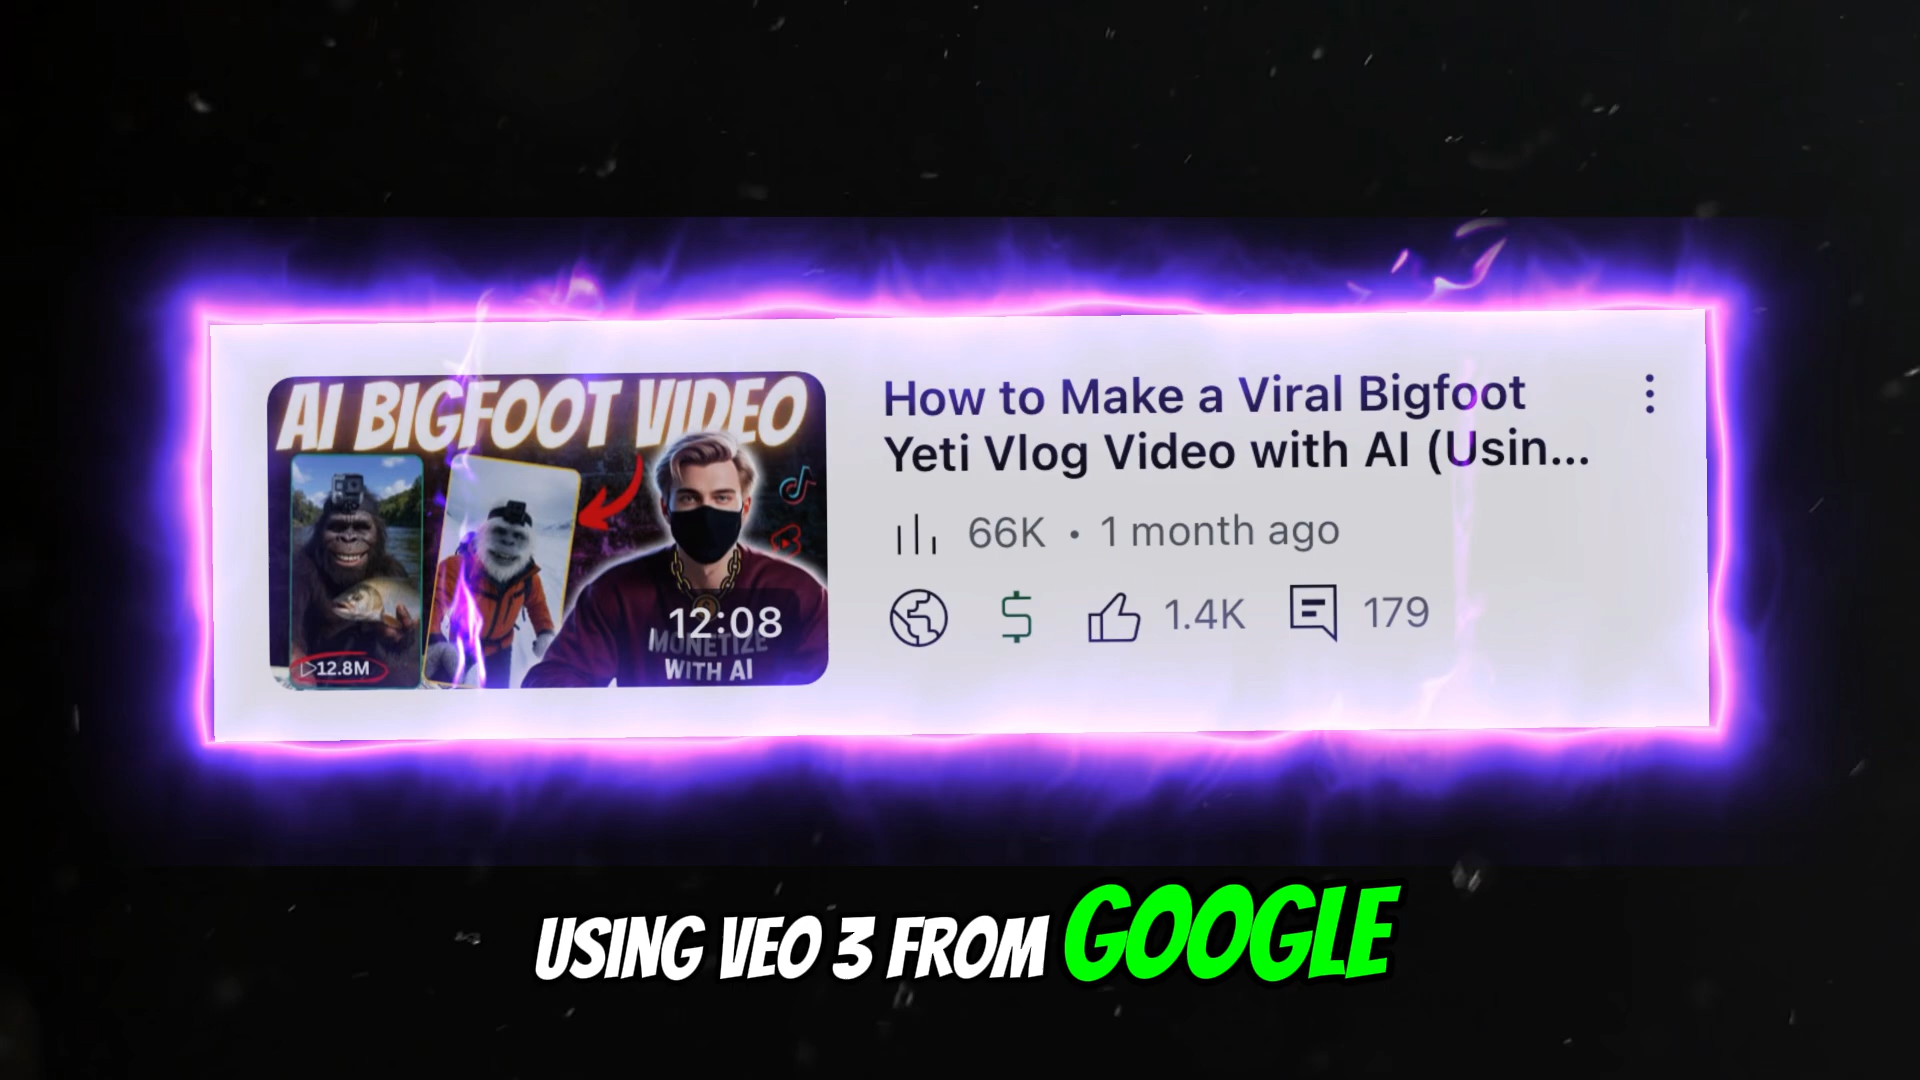 AI BIGFOOT VIDEO
12.8M
12:08
MONETIZE
WITH AI
How to Make a Viral Bigfoot
Yeti Vlog Video with AI (Usin...
66K • 1 month ago
1.4K
179
USING VEO 3 FROM GOOGLE